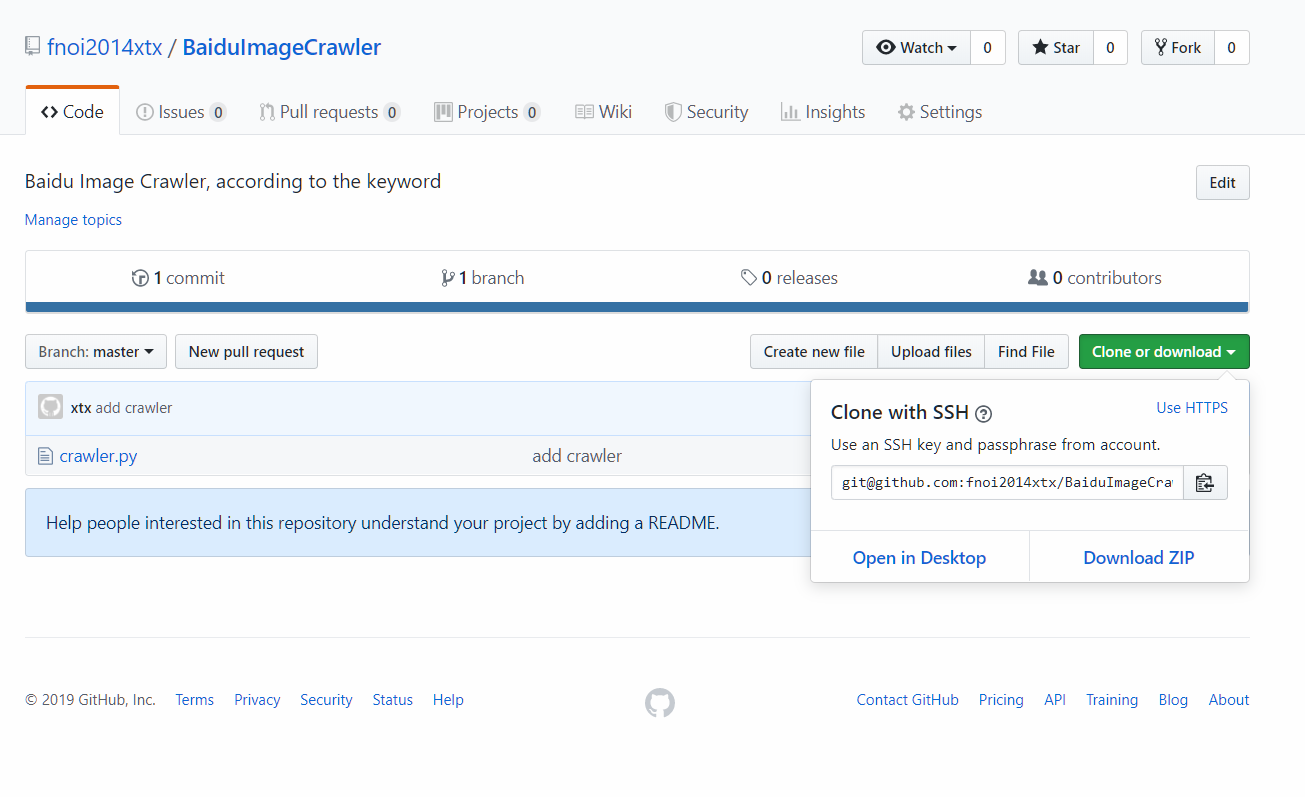 fnoi2014xtx / BaiduImageCrawler
Watch 0 Star 0 Fork 0
Code Issues 0 Pull requests 0 Projects 0 Wiki Security Insights Settings
Baidu Image Crawler, according to the keyword
Edit
Manage topics
1 commit 1 branch 0 releases 0 contributors
Branch: master New pull request Create new file Upload files Find File Clone or download
xtx add crawler
crawler.py add crawler
Help people interested in this repository understand your project by adding a README.
Clone with SSH ? Use HTTPS
Use an SSH key and passphrase from account.
git@github.com:fnoi2014xtx/BaiduImageCra
Open in Desktop Download ZIP
© 2019 GitHub, Inc. Terms Privacy Security Status Help Contact GitHub Pricing API Training Blog About